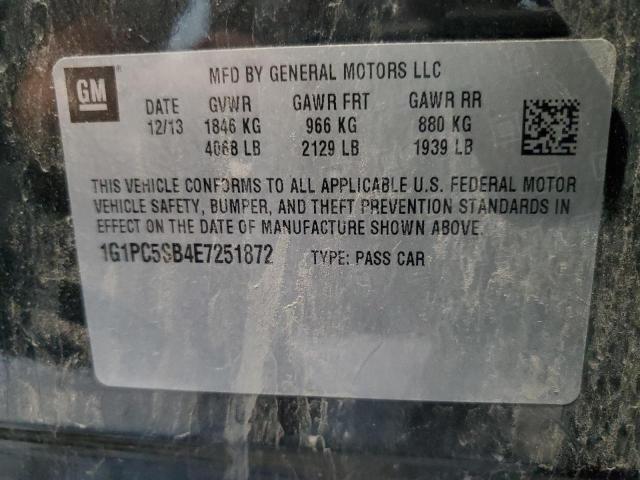 GM
MFD BY GENERAL MOTORS LLC
DATE GVWR GAWR FRT GAWR RR
12/13 1846 KG 966 KG 880 KG
4068 LB 2129 LB 1939 LB
THIS VEHICLE CONFORMS TO ALL APPLICABLE U.S. FEDERAL MOTOR
VEHICLE SAFETY, BUMPER, AND THEFT PREVENTION STANDARDS IN
EFFECT ON THE DATE OF MANUFACTURE SHOWN ABOVE.
1G1PC5SB4E7251872 TYPE: PASS CAR